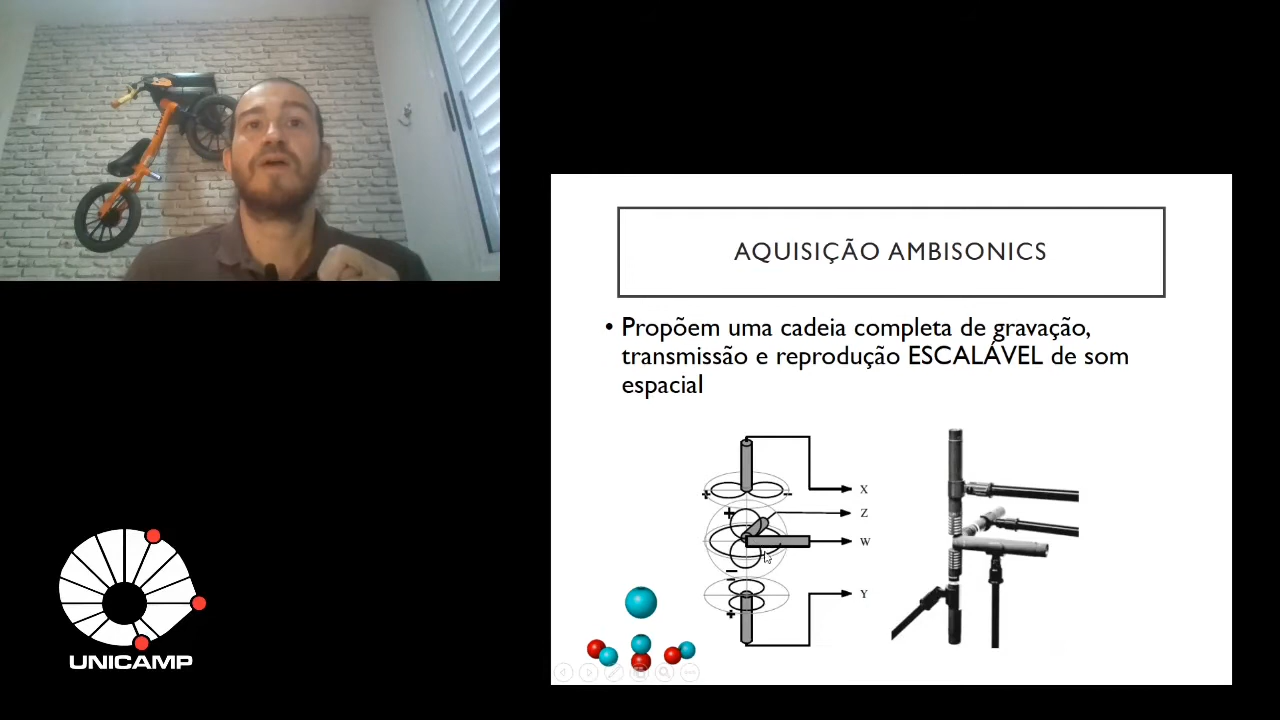 AQUISIÇÃO AMBISONICS
• Propõem uma cadeia completa de gravação,
transmissão e reprodução ESCALÁVEL de som
espacial
+
−
X
+
Z
W
−
−
Y
+
UNICAMP